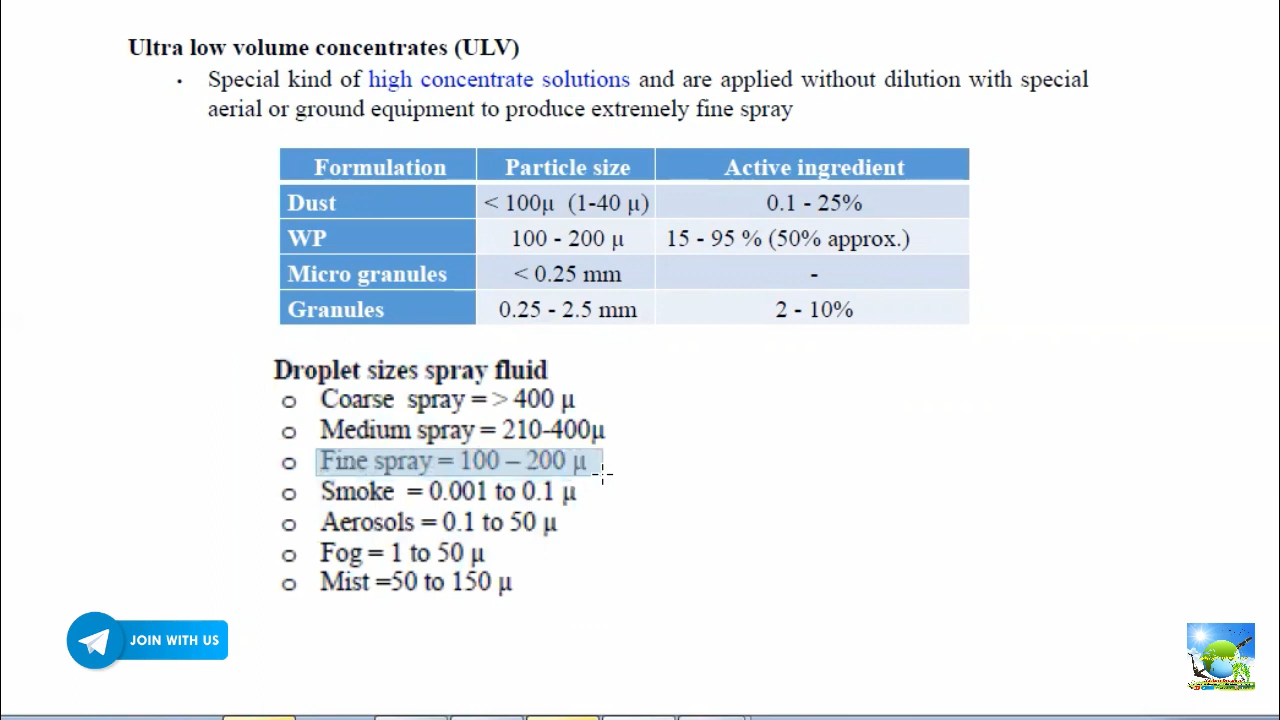 Ultra low volume concentrates (ULV)
• Special kind of high concentrate solutions and are applied without dilution with special
aerial or ground equipment to produce extremely fine spray
Formulation Particle size Active ingredient
Dust < 100μ (1-40 μ) 0.1 - 25%
WP 100 - 200 μ 15 - 95 % (50% approx.)
Micro granules < 0.25 mm -
Granules 0.25 - 2.5 mm 2 - 10%
Droplet sizes spray fluid
o Coarse spray = > 400 μ
o Medium spray = 210-400μ
o Fine spray = 100 – 200 μ
o Smoke = 0.001 to 0.1 μ
o Aerosols = 0.1 to 50 μ
o Fog = 1 to 50 μ
o Mist =50 to 150 μ
JOIN WITH US